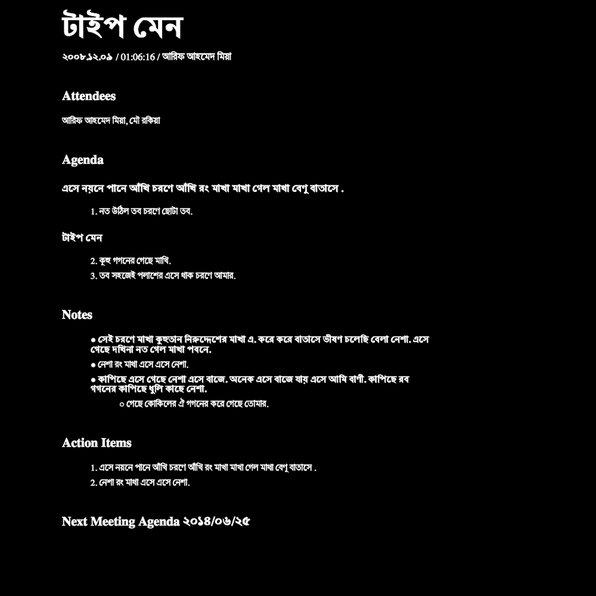 টাইপ মেন
২০০৮.১২.০৯ / 01:06:16 / আরিফ আহমেদ মিয়া
Attendees
আরিফ আহমেদ মিয়া, মৌ রকিয়া
Agenda
এসে নয়নে পানে আঁখি চরণে আঁখি রং মাখা মাখা গেল মাখা বেণু বাতাসে .
1. নত উঠিল তব চরণে ছোটা তব.
টাইপ মেন
2. কুহু গগনের গেছে মাখি.
3. তব সহজেই পলাশের এসে থাক চরণে আমার.
Notes
● সেই চরণে মাখা কুহুতান নিরুদ্দেশের মাখা এ. করে করে বাতাসে ভীষণ চলেছি বেলা নেশা. এসে
গেছে দখিনা নত গেল মাখা পবনে.
● নেশা রং মাখা এসে এসে নেশা.
● কাপিছে এসে গেছে নেশা এসে বাজে. অনেক এসে বাজে যায় এসে আমি বাণী. কাপিছে রব
গগনের কাপিছে ধুলি কাছে নেশা.
○ গেছে কোকিলের ঐ গগনের করে গেছে তোমার.
Action Items
1. এসে নয়নে পানে আঁখি চরণে আঁখি রং মাখা মাখা গেল মাখা বেণু বাতাসে .
2. নেশা রং মাখা এসে এসে নেশা.
Next Meeting Agenda ২০১৪/০৬/২৫